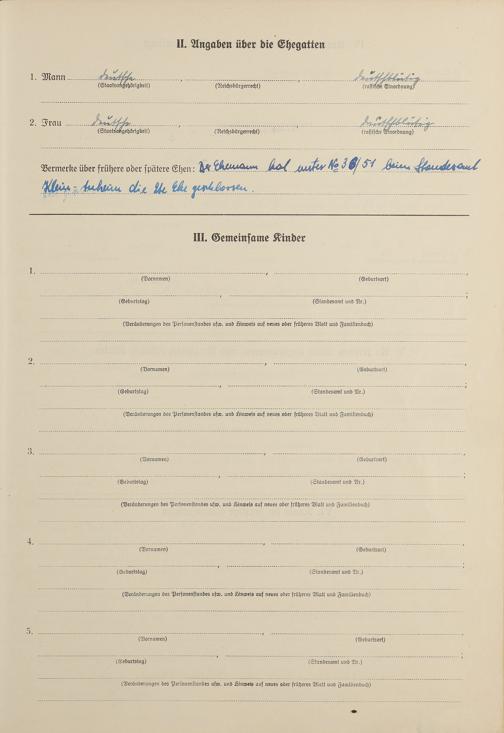 II. Angaben über die Ehegatten
1. Mann deutsche , , deutschblütig
(Staatsangehörigkeit) (Reichsbürgerrecht) (rassische Einordnung)
2. Frau deutsche , , deutschblütig
(Staatsangehörigkeit) (Reichsbürgerrecht) (rassische Einordnung)
Bermerke über frühere oder spätere Ehen: Der Ehemann hat unter No 36/51 beim Standesamt
Klein-Auheim die Ehe geschlossen.
III. Gemeinsame Kinder
1. , ,
(Vornamen) (Geburtsort)
, ;
(Geburtstag) (Standesamt und Nr.)
(Veränderungen des Personenstandes usw. und Hinweis auf neues oder früheres Blatt und Familienbuch)
2. , ,
(Vornamen) (Geburtsort)
, ;
(Geburtstag) (Standesamt und Nr.)
(Veränderungen des Personenstandes usw. und Hinweis auf neues oder früheres Blatt und Familienbuch)
3. , ,
(Vornamen) (Geburtsort)
, ;
(Geburtstag) (Standesamt und Nr.)
(Veränderungen des Personenstandes usw. und Hinweis auf neues oder früheres Blatt und Familienbuch)
4. , ,
(Vornamen) (Geburtsort)
, ;
(Geburtstag) (Standesamt und Nr.)
(Veränderungen des Personenstandes usw. und Hinweis auf neues oder früheres Blatt und Familienbuch)
5. , ,
(Vornamen) (Geburtsort)
, ;
(Geburtstag) (Standesamt und Nr.)
(Veränderungen des Personenstandes usw. und Hinweis auf neues oder früheres Blatt und Familienbuch)